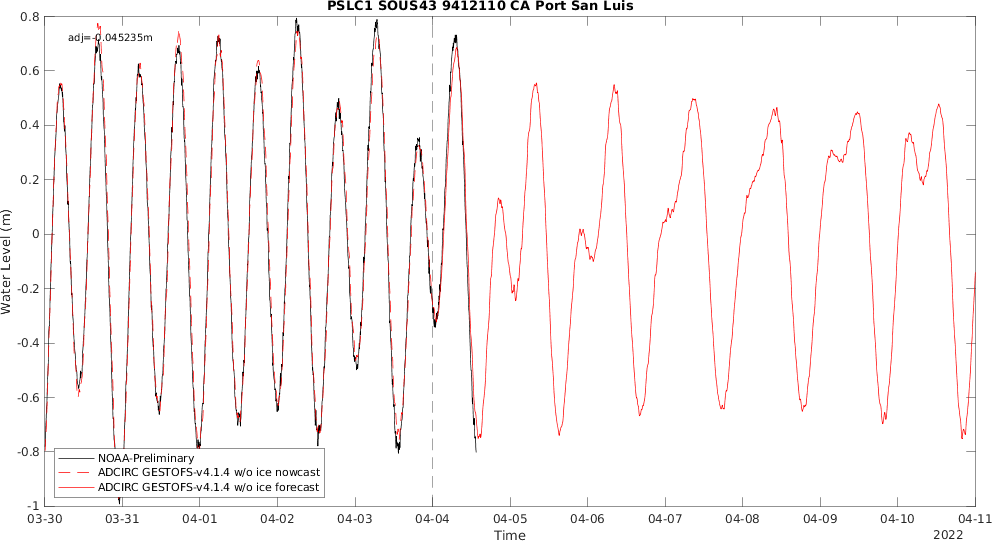 PSLC1 SOUS43 9412110 CA Port San Luis
adj=-0.045235m
0.8
0.6
0.4
0.2
0
-0.2
-0.4
-0.6
-0.8
-1
Water Level (m)
NOAA-Preliminary
ADCIRC GESTOFS-v4.1.4 w/o ice nowcast
ADCIRC GESTOFS-v4.1.4 w/o ice forecast
03-30 03-31 04-01 04-02 04-03 04-04 04-05 04-06 04-07 04-08 04-09 04-10 04-11
Time
2022